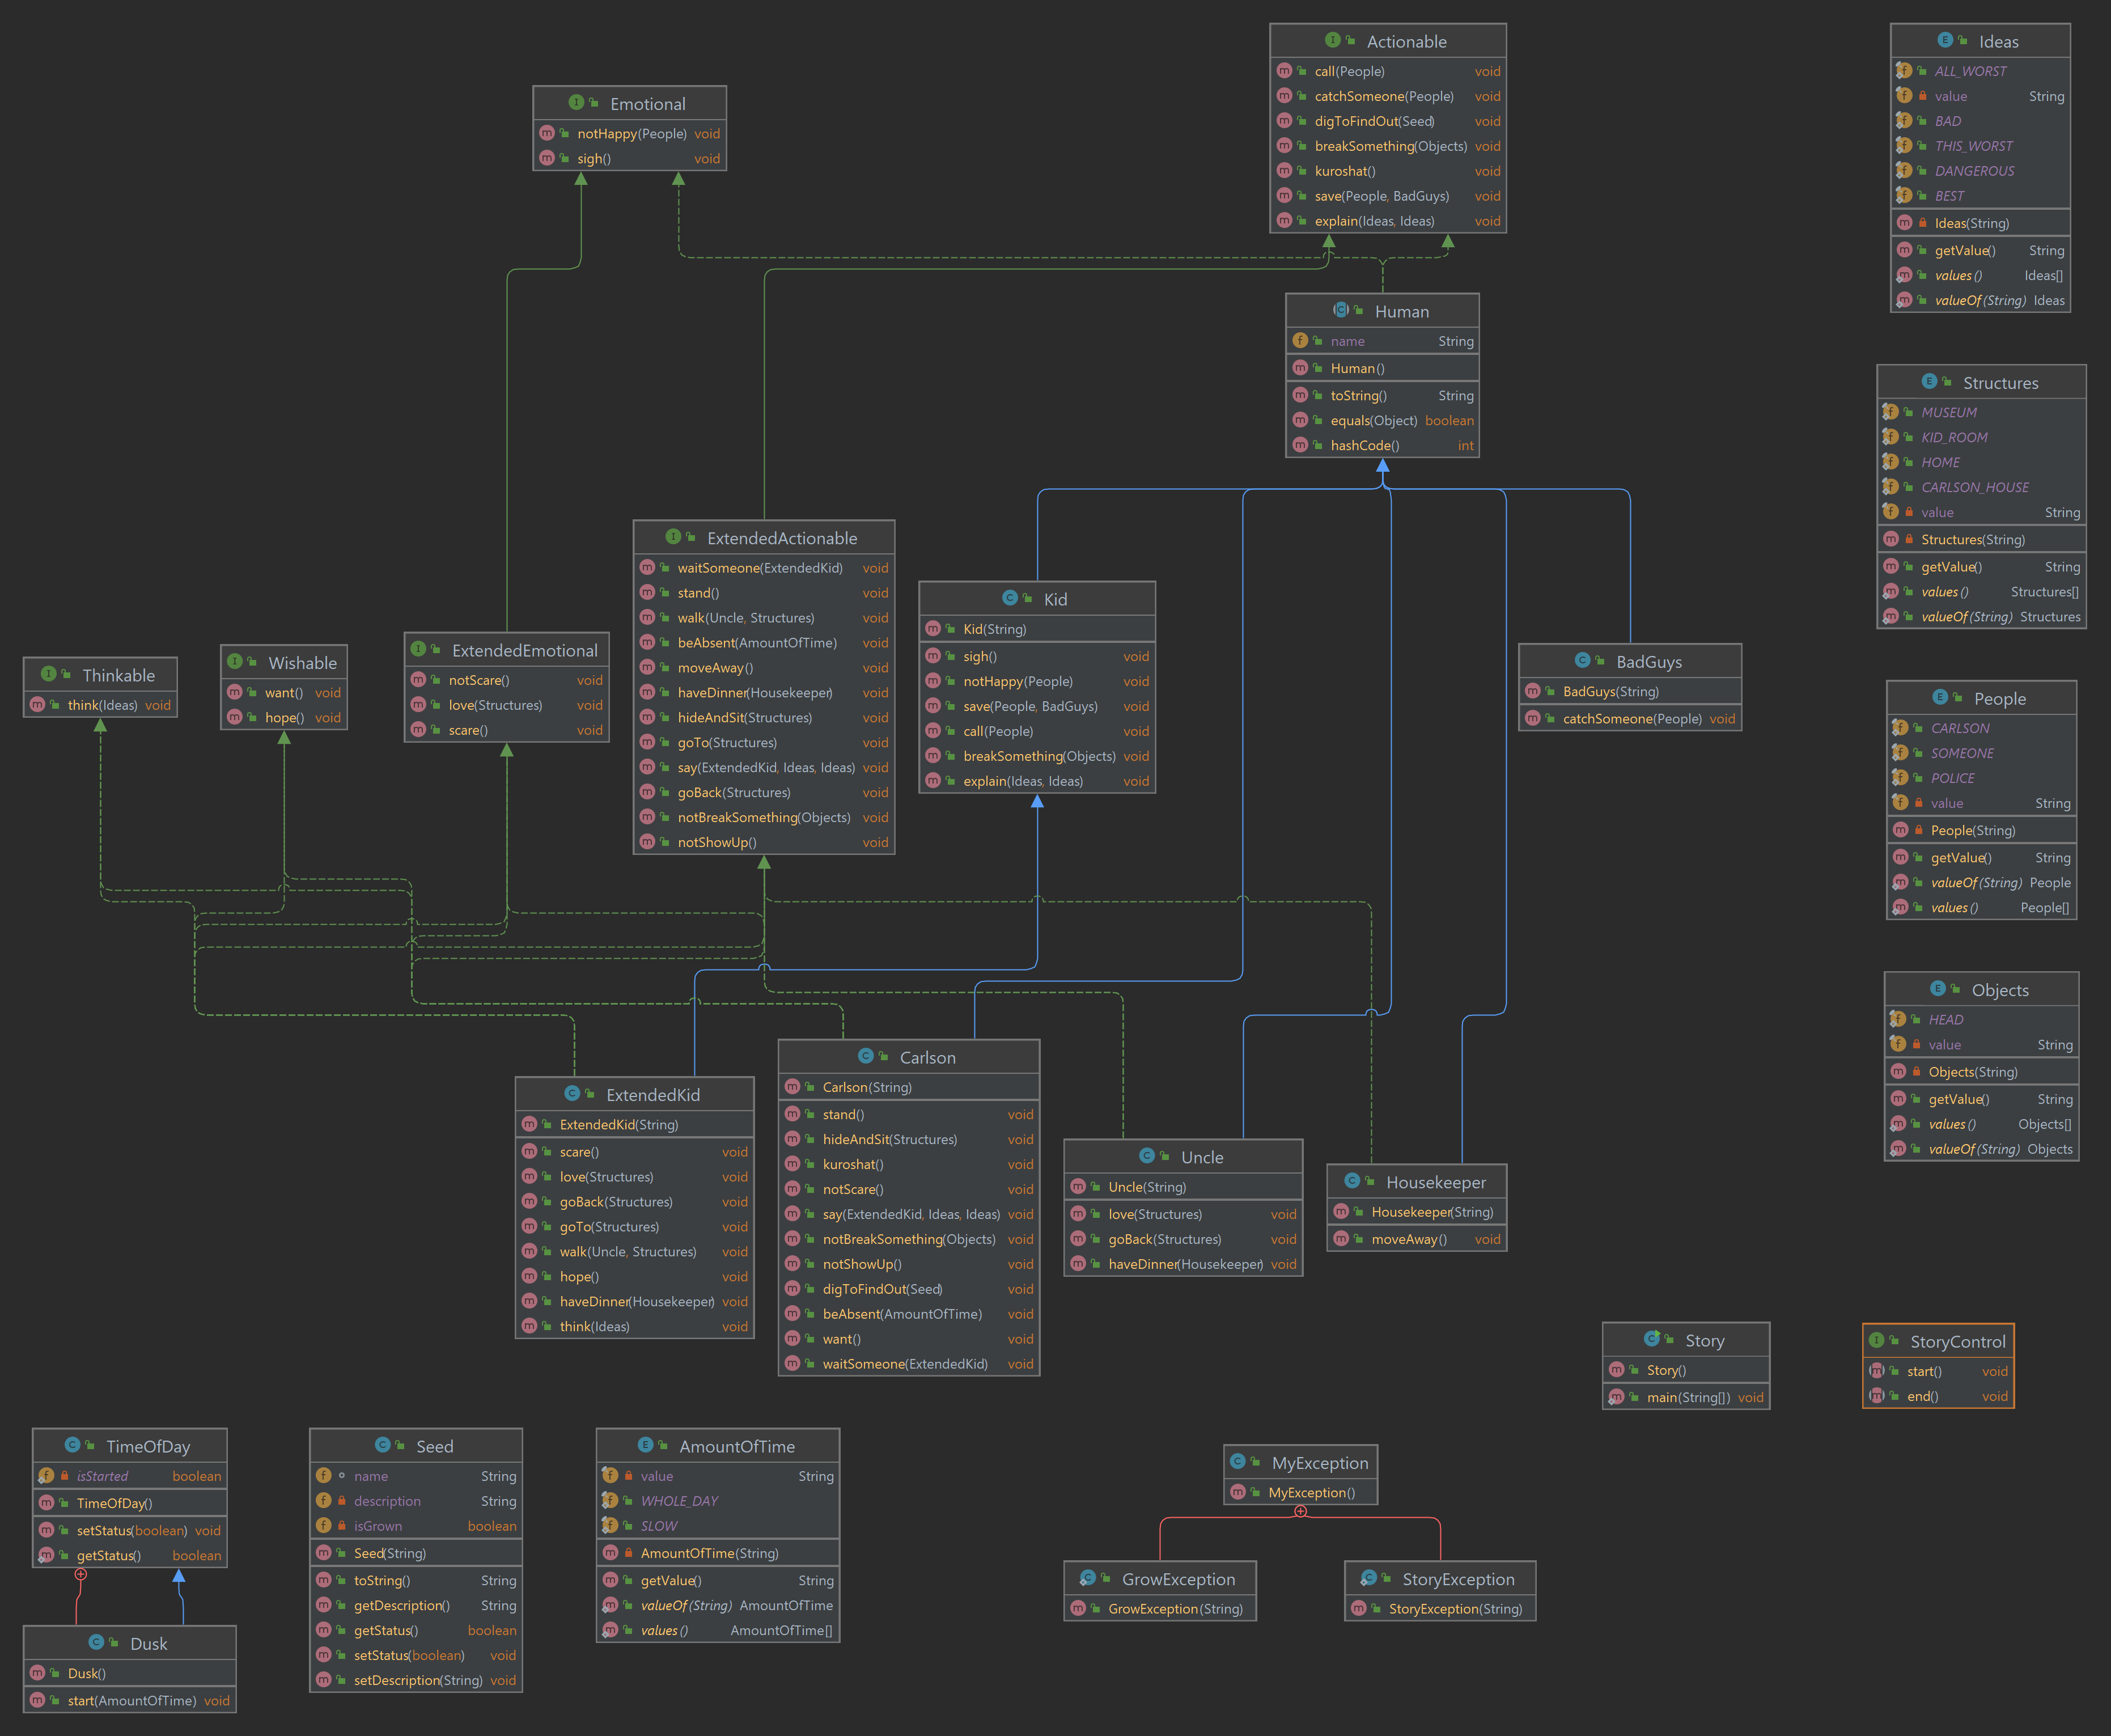 Actionable
call(People) void
catchSomeone(People) void
digToFindOut(Seed) void
breakSomething(Objects) void
kuroshat() void
save(People, BadGuys) void
explain(Ideas, Ideas) void
Ideas
ALL_WORST
value String
BAD
THIS_WORST
DANGEROUS
BEST
Ideas(String)
getValue() String
values() Ideas[]
valueOf(String) Ideas
Emotional
notHappy(People) void
sigh() void
Human
name String
Human()
toString() String
equals(Object) boolean
hashCode() int
Structures
MUSEUM
KID_ROOM
HOME
CARLSON_HOUSE
value String
Structures(String)
getValue() String
values() Structures[]
valueOf(String) Structures
ExtendedActionable
waitSomeone(ExtendedKid) void
stand() void
walk(Uncle, Structures) void
beAbsent(AmountOfTime) void
moveAway() void
haveDinner(Housekeeper) void
hideAndSit(Structures) void
goTo(Structures) void
say(ExtendedKid, Ideas, Ideas) void
goBack(Structures) void
notBreakSomething(Objects) void
notShowUp() void
Kid
Kid(String)
sigh() void
notHappy(People) void
save(People, BadGuys) void
call(People) void
breakSomething(Objects) void
explain(Ideas, Ideas) void
Thinkable
think(Ideas) void
Wishable
want() void
hope() void
ExtendedEmotional
notScare() void
love(Structures) void
scare() void
BadGuys
BadGuys(String)
catchSomeone(People) void
People
CARLSON
SOMEONE
POLICE
value String
People(String)
getValue() String
valueOf(String) People
values() People[]
Objects
HEAD
value String
Objects(String)
getValue() String
values() Objects[]
valueOf(String) Objects
ExtendedKid
ExtendedKid(String)
scare() void
love(Structures) void
goBack(Structures) void
goTo(Structures) void
walk(Uncle, Structures) void
hope() void
haveDinner(Housekeeper) void
think(Ideas) void
Carlson
Carlson(String)
stand() void
hideAndSit(Structures) void
kuroshat() void
notScare() void
say(ExtendedKid, Ideas, Ideas) void
notBreakSomething(Objects) void
notShowUp() void
digToFindOut(Seed) void
beAbsent(AmountOfTime) void
want() void
waitSomeone(ExtendedKid) void
Uncle
Uncle(String)
love(Structures) void
goBack(Structures) void
haveDinner(Housekeeper) void
Housekeeper
Housekeeper(String)
moveAway() void
Story
Story()
main(String[]) void
StoryControl
start() void
end() void
TimeOfDay
isStarted boolean
TimeOfDay()
setStatus(boolean) void
getStatus() boolean
Seed
name String
description String
isGrown boolean
Seed(String)
toString() String
getDescription() String
getStatus() boolean
setStatus(boolean) void
setDescription(String) void
AmountOfTime
value String
WHOLE_DAY
SLOW
AmountOfTime(String)
getValue() String
valueOf(String) AmountOfTime
values() AmountOfTime[]
MyException
MyException()
GrowException
GrowException(String)
StoryException
StoryException(String)
Dusk
Dusk()
start(AmountOfTime) void